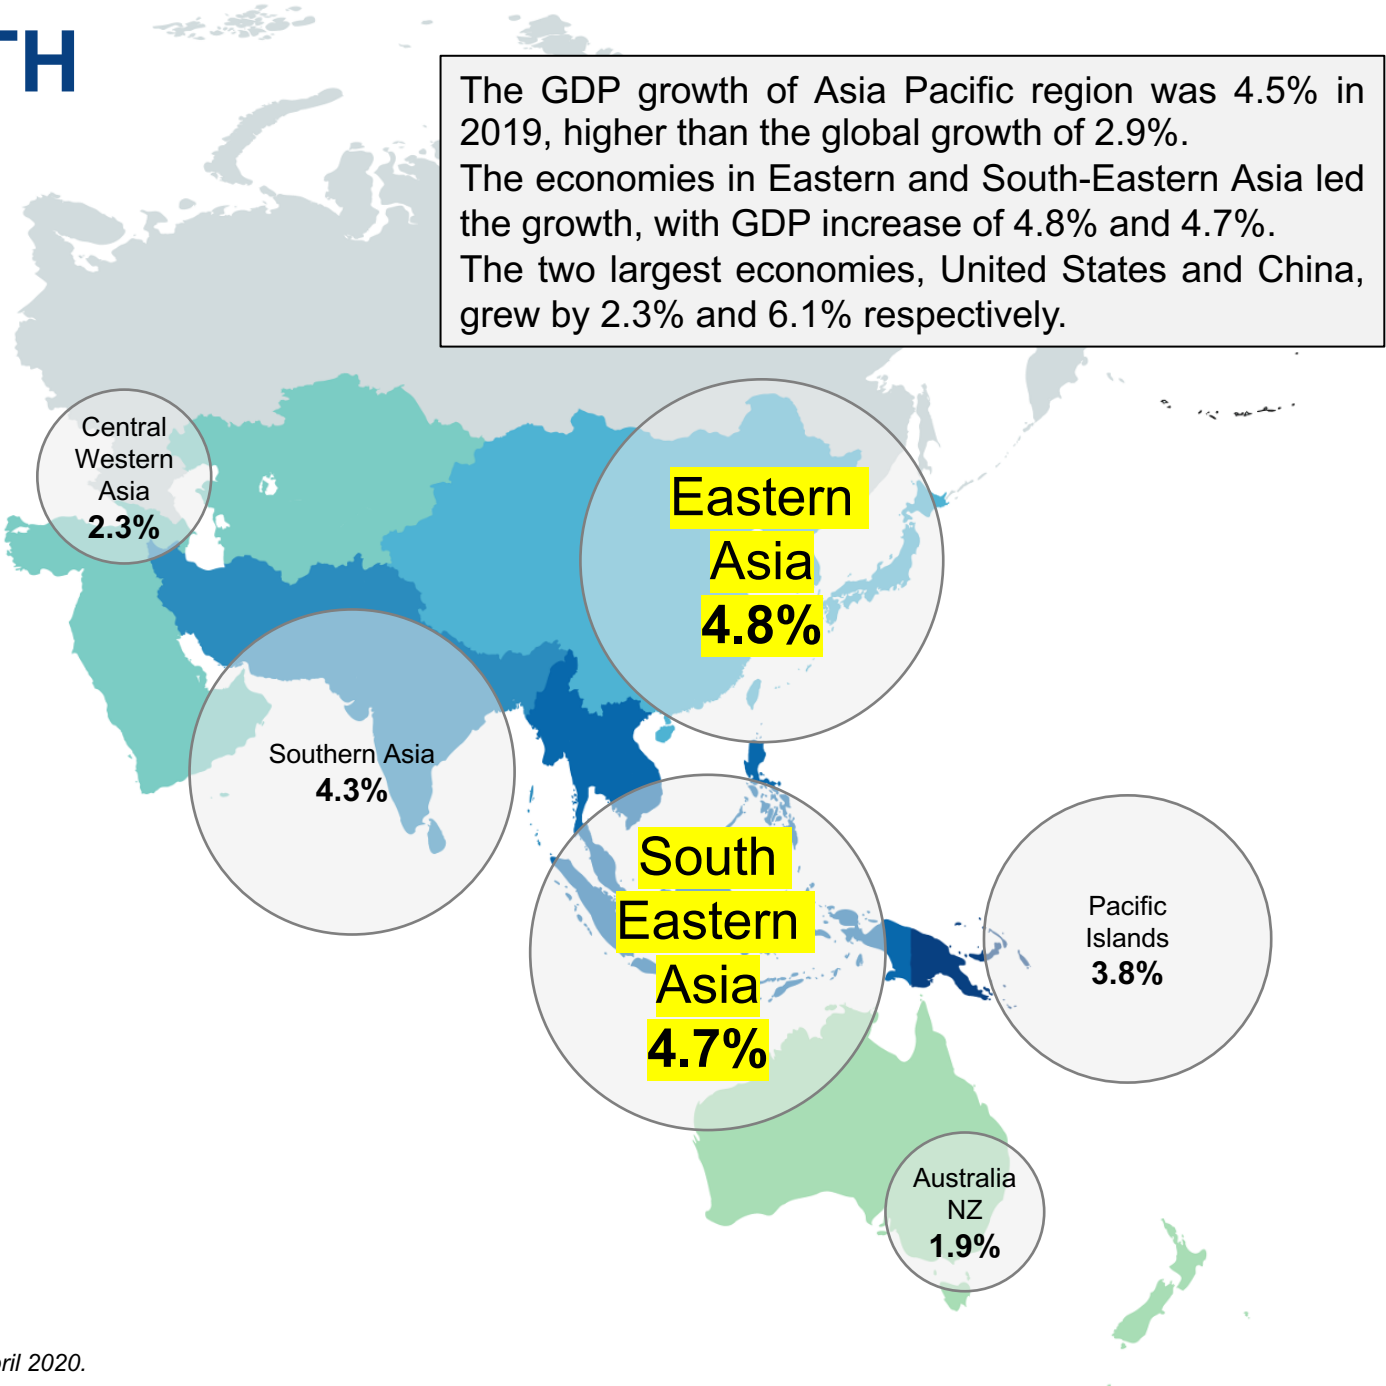 TH
The GDP growth of Asia Pacific region was 4.5% in
2019, higher than the global growth of 2.9%.
The economies in Eastern and South-Eastern Asia led
the growth, with GDP increase of 4.8% and 4.7%.
The two largest economies, United States and China,
grew by 2.3% and 6.1% respectively.
Central
Western
Asia
2.3%
Eastern
Asia
4.8%
Southern Asia
4.3%
South
Eastern
Asia
4.7%
Pacific
Islands
3.8%
Australia
NZ
1.9%
ril 2020.